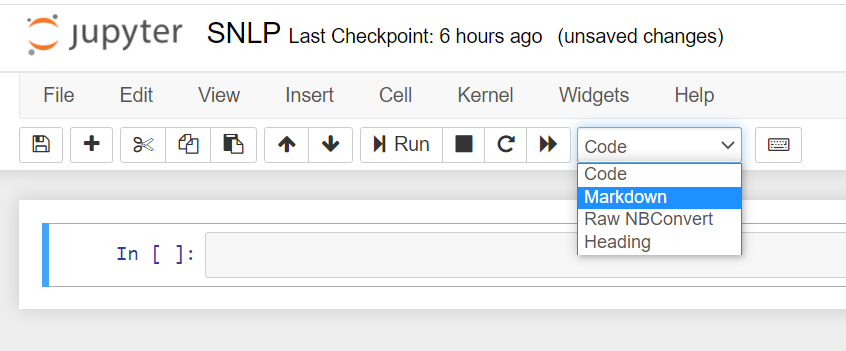 jupyter SNLP Last Checkpoint: 6 hours ago (unsaved changes)
File Edit View Insert Cell Kernel Widgets Help
Run Code
Code
Markdown
Raw NBConvert
Heading
In [ ]: